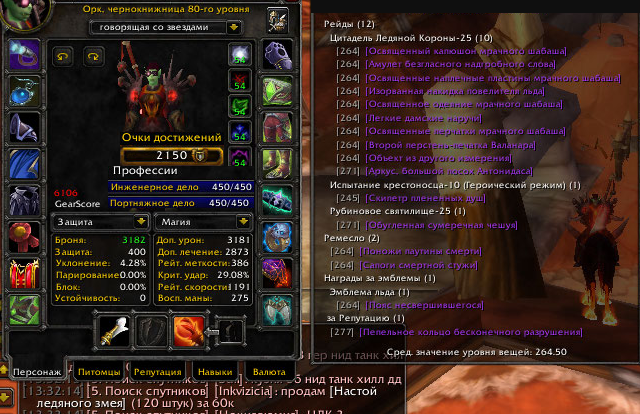 Орк, чернокнижница 80-го уровня
говорящая со звездами
54
54
54
54
Очки достижений
2150
Профессии
Инженерное дело 450/450
6106
GearScore
Портняжное дело 450/450
Защита
Магия
Броня: 3182
Защита: 400
Уклонение: 4.28%
Парирование: 0.00%
Блок: 0.00%
Устойчивость: 0
Доп. урон: 3181
Доп. лечение: 2873
Рейт. меткости: 386
Крит. удар: 29.08%
Рейт. скорости: 1191
Восп. маны: 275
Персонаж
Питомцы
Репутация
Навыки
Валюта
Рейды (12)
Цитадель Ледяной Короны-25 (10)
[264] [Освященный капюшон мрачного шабаша]
[264] [Амулет безгласного надгробного слова]
[264] [Освященные наплечные пластины мрачного шабаша]
[264] [Изорванная накидка повелителя льда]
[264] [Освященное одеяние мрачного шабаша]
[264] [Легкие дамские наручи]
[264] [Освященные перчатки мрачного шабаша]
[264] [Второй перстень-печатка Валанара]
[264] [Объект из другого измерения]
[271] [Аркус, большой посох Антонидаса]
Испытание крестоносца-10 (Героический режим) (1)
[245] [Скипетр плененных душ]
Рубиновое святилище-25 (1)
[271] [Обугленная сумеречная чешуя]
Ремесло (2)
[264] [Поножи паутины смерти]
[264] [Сапоги смертной стужи]
Награды за эмблемы (1)
Эмблема льда (1)
[264] [Пояс несвершившегося]
за Репутацию (1)
[277] [Пепельное кольцо бесконечного разрушения]
Сред. значение уровня вещей: 264.50
[13:32:14] [5. Поиск спутников] [Inkvizicia]: продам [Настой
ледяного змея] (120 штук) за 60к